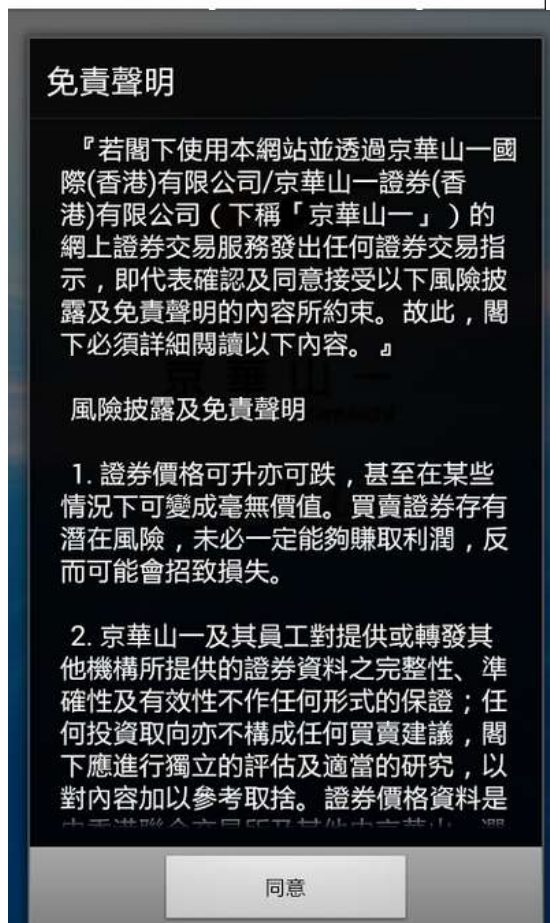 免責聲明
『若閣下使用本網站並透過京華山一國
際(香港)有限公司/京華山一證券(香
港)有限公司（下稱「京華山一」）的
網上證券交易服務發出任何證券交易指
示，即代表確認及同意接受以下風險披
露及免責聲明的內容所約束。故此，閣
下必須詳細閱讀以下內容。』
京華山一
風險披露及免責聲明
1. 證券價格可升亦可跌，甚至在某些
情況下可變成毫無價值。買賣證券存有
潛在風險，未必一定能夠賺取利潤，反
而可能會招致損失。
2. 京華山一及其員工對提供或轉發其
他機構所提供的證券資料之完整性、準
確性及有效性不作任何形式的保證；任
何投資取向亦不構成任何買賣建議，閣
下應進行獨立的評估及適當的研究，以
對內容加以參考取捨。證券價格資料是
同意